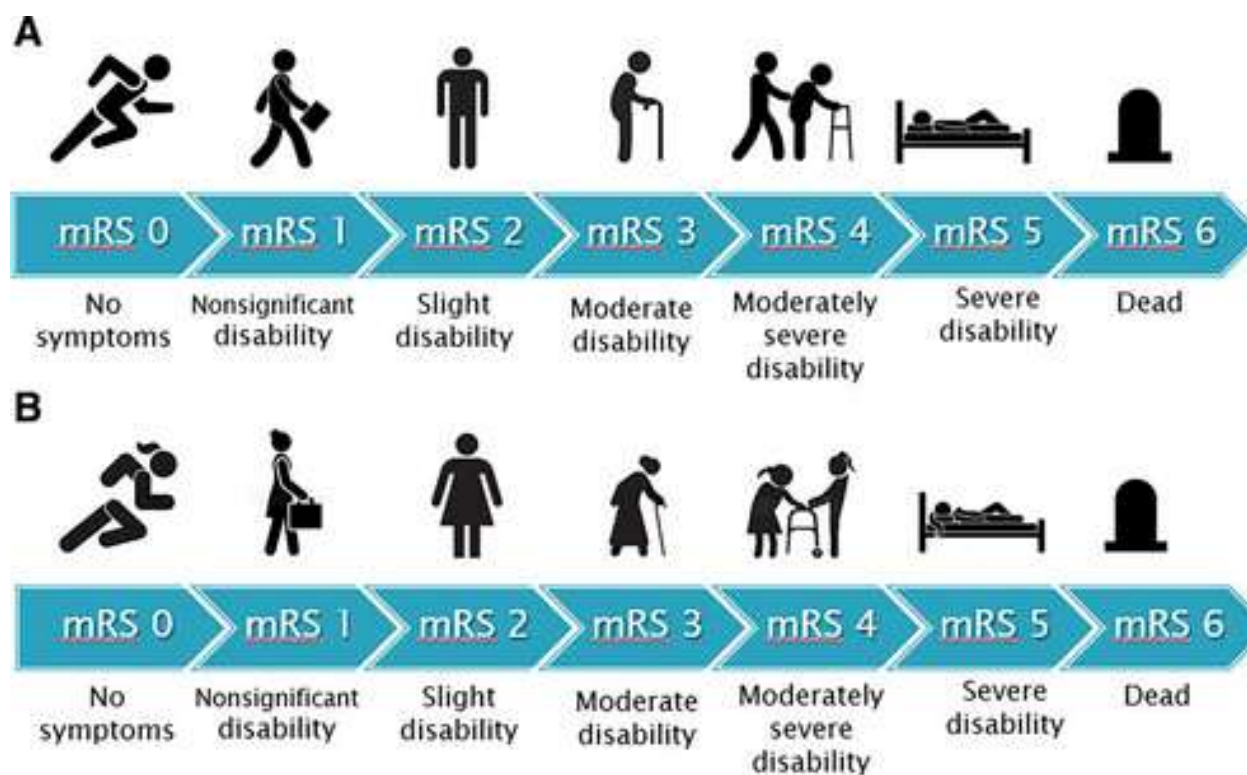 A
mRS 0 mRS 1 mRS 2 mRS 3 mRS 4 mRS 5 mRS 6
No
symptoms
Nonsignificant
disability
Slight
disability
Moderate
disability
Moderately
severe
disability
Severe
disability
Dead
B
mRS 0 mRS 1 mRS 2 mRS 3 mRS 4 mRS 5 mRS 6
No
symptoms
Nonsignificant
disability
Slight
disability
Moderate
disability
Moderately
severe
disability
Severe
disability
Dead